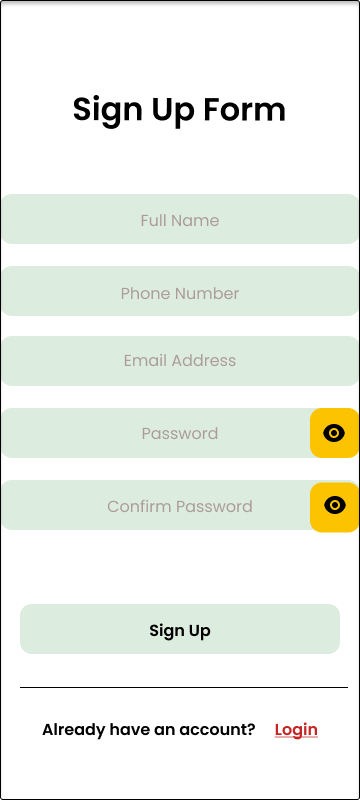 Sign Up Form
Full Name
Phone Number
Email Address
Password
Confirm Password
Sign Up
Already have an account? Login